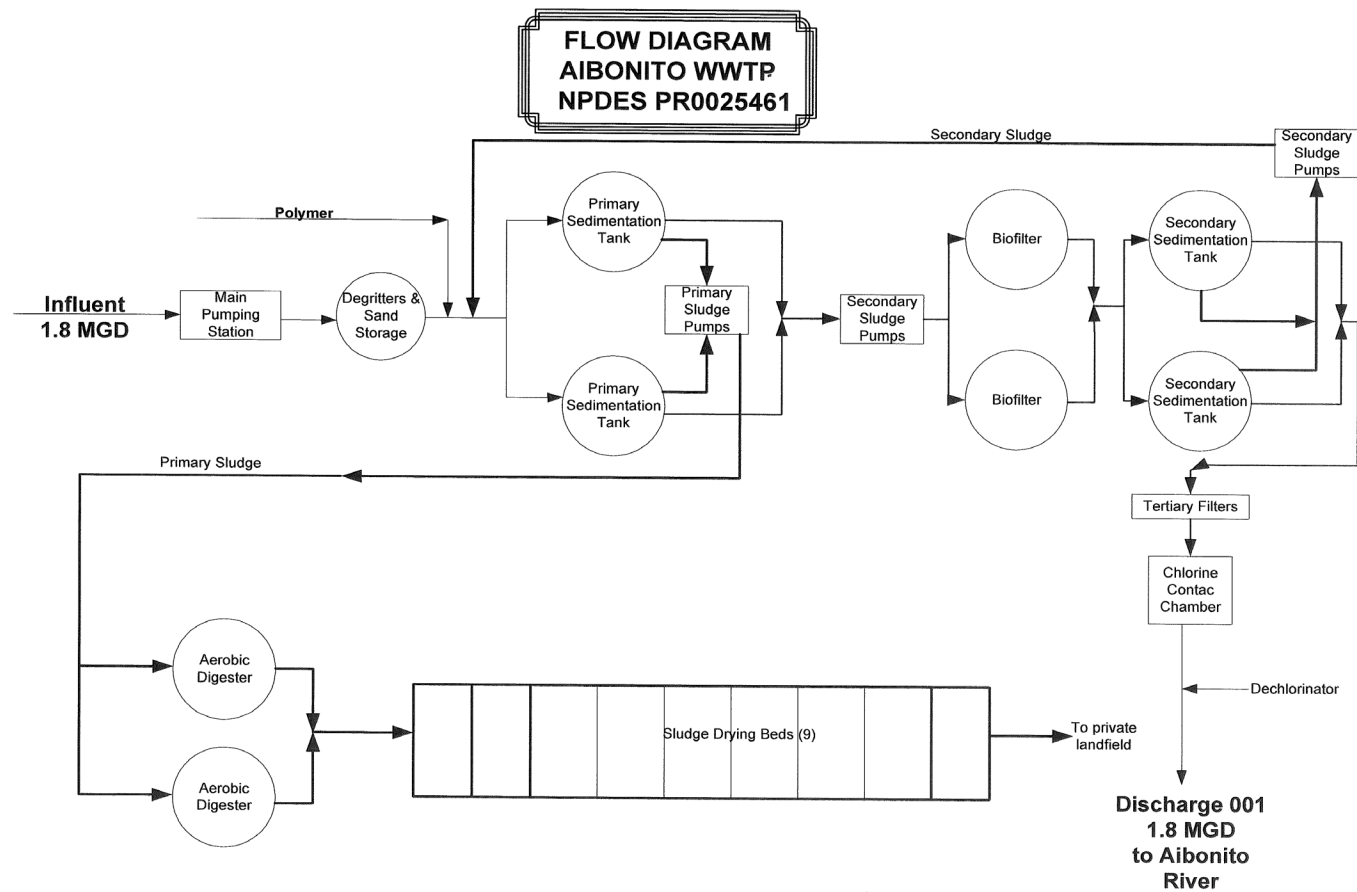 FLOW DIAGRAM
AIBONITO WWTP
NPDES PR0025461
Secondary Sludge
Secondary
Sludge
Pumps
Polymer
Primary
Sedimentation
Tank
Biofilter
Secondary
Sedimentation
Tank
Influent
1.8 MGD
Main
Pumping
Station
Degritters &
Sand
Storage
Primary
Sludge
Pumps
Secondary
Sludge
Pumps
Primary
Sedimentation
Tank
Biofilter
Secondary
Sedimentation
Tank
Primary Sludge
Tertiary Filters
Chlorine
Contac
Chamber
Aerobic
Digester
Dechlorinator
Sludge Drying Beds (9)
To private
landfield
Aerobic
Digester
Discharge 001
1.8 MGD
to Aibonito
River